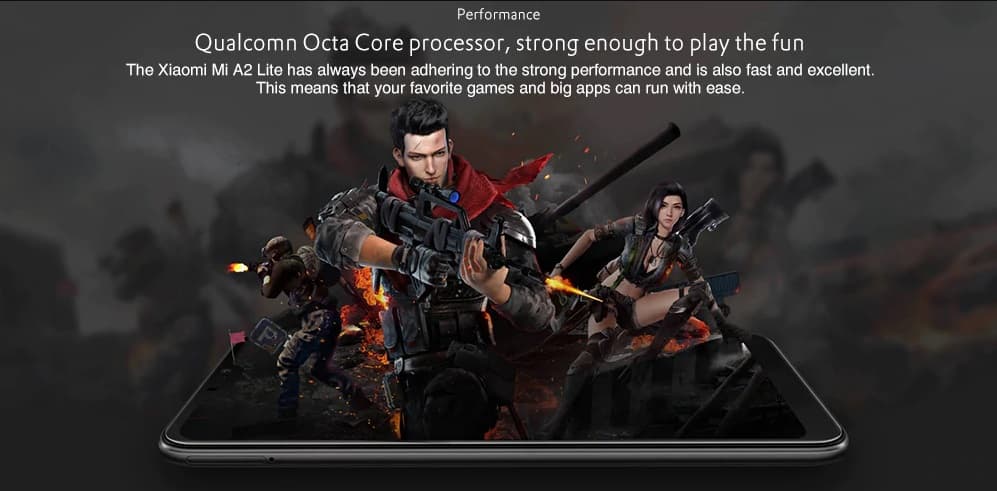 Performance
Qualcomn Octa Core processor, strong enough to play the fun
The Xiaomi Mi A2 Lite has always been adhering to the strong performance and is also fast and excellent.
This means that your favorite games and big apps can run with ease.